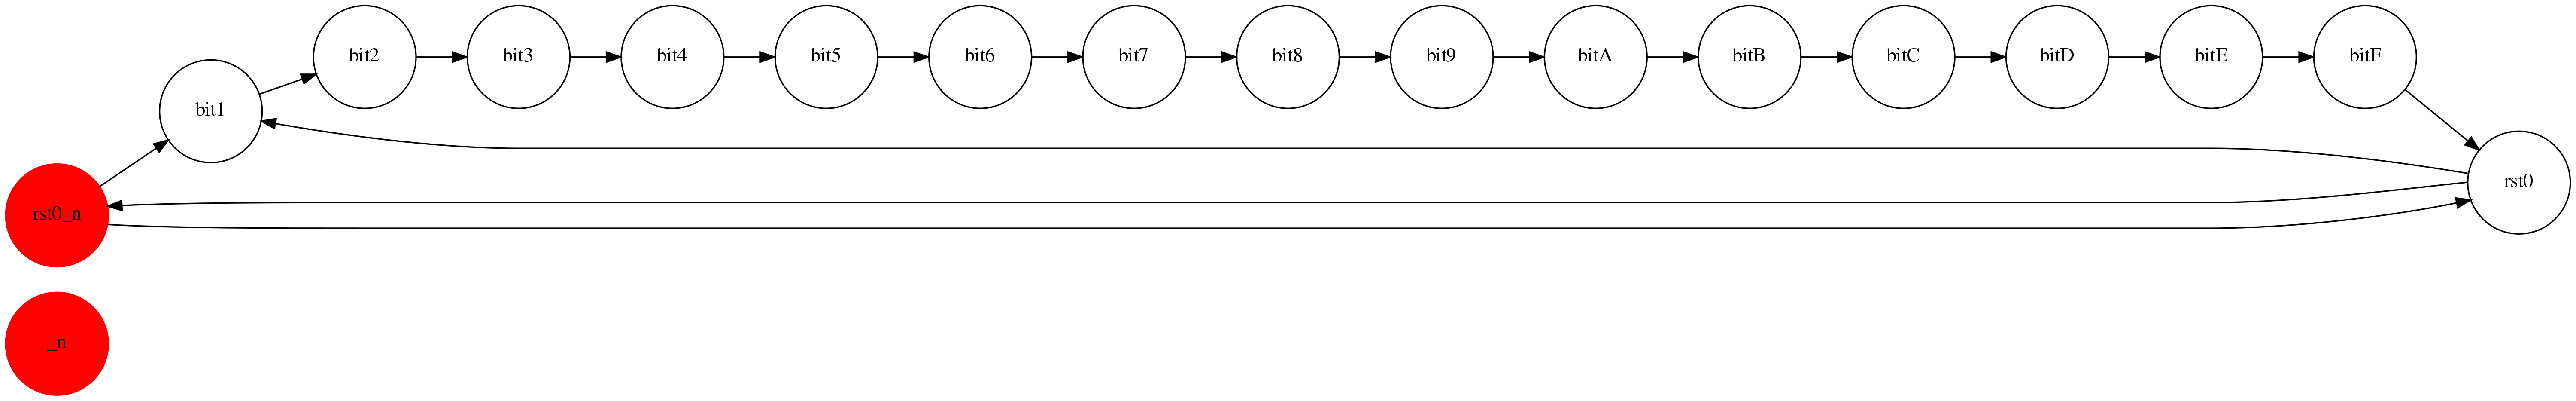 bit2
bit3
bit4
bit5
bit6
bit7
bit8
bit9
bitA
bitB
bitC
bitD
bitE
bitF
bit1
rst0
rst0_n
_n